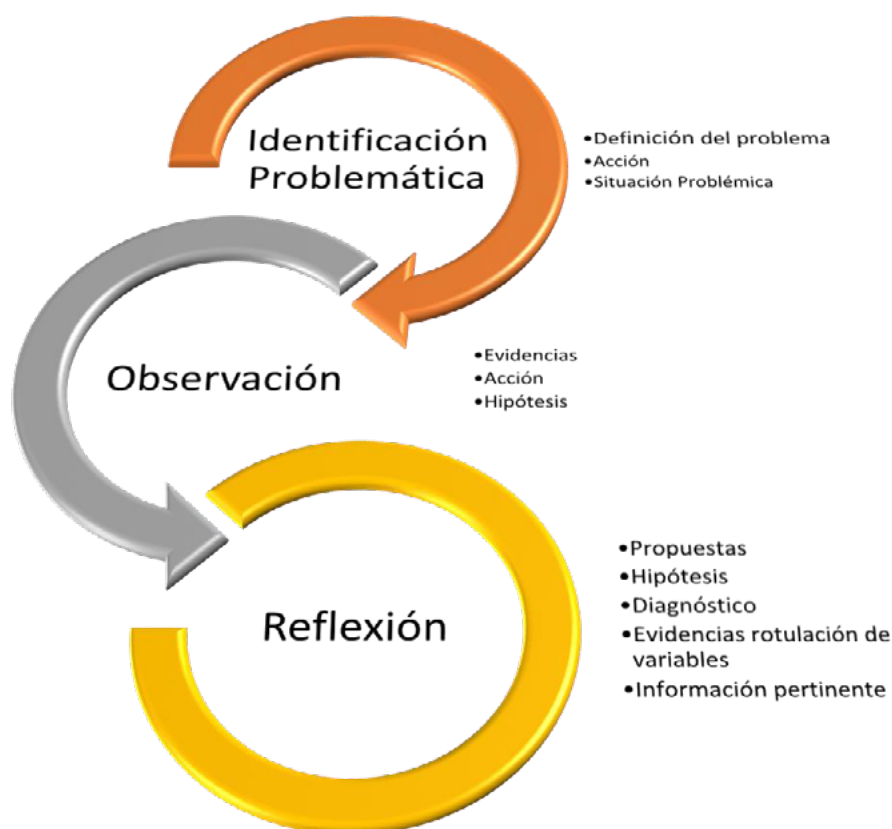 Identificación
Problemática
•Definición del problema
•Acción
•Situación Problémica
Observación
•Evidencias
•Acción
•Hipótesis
Reflexión
•Propuestas
•Hipótesis
•Diagnóstico
•Evidencias rotulación de
variables
•Información pertinente